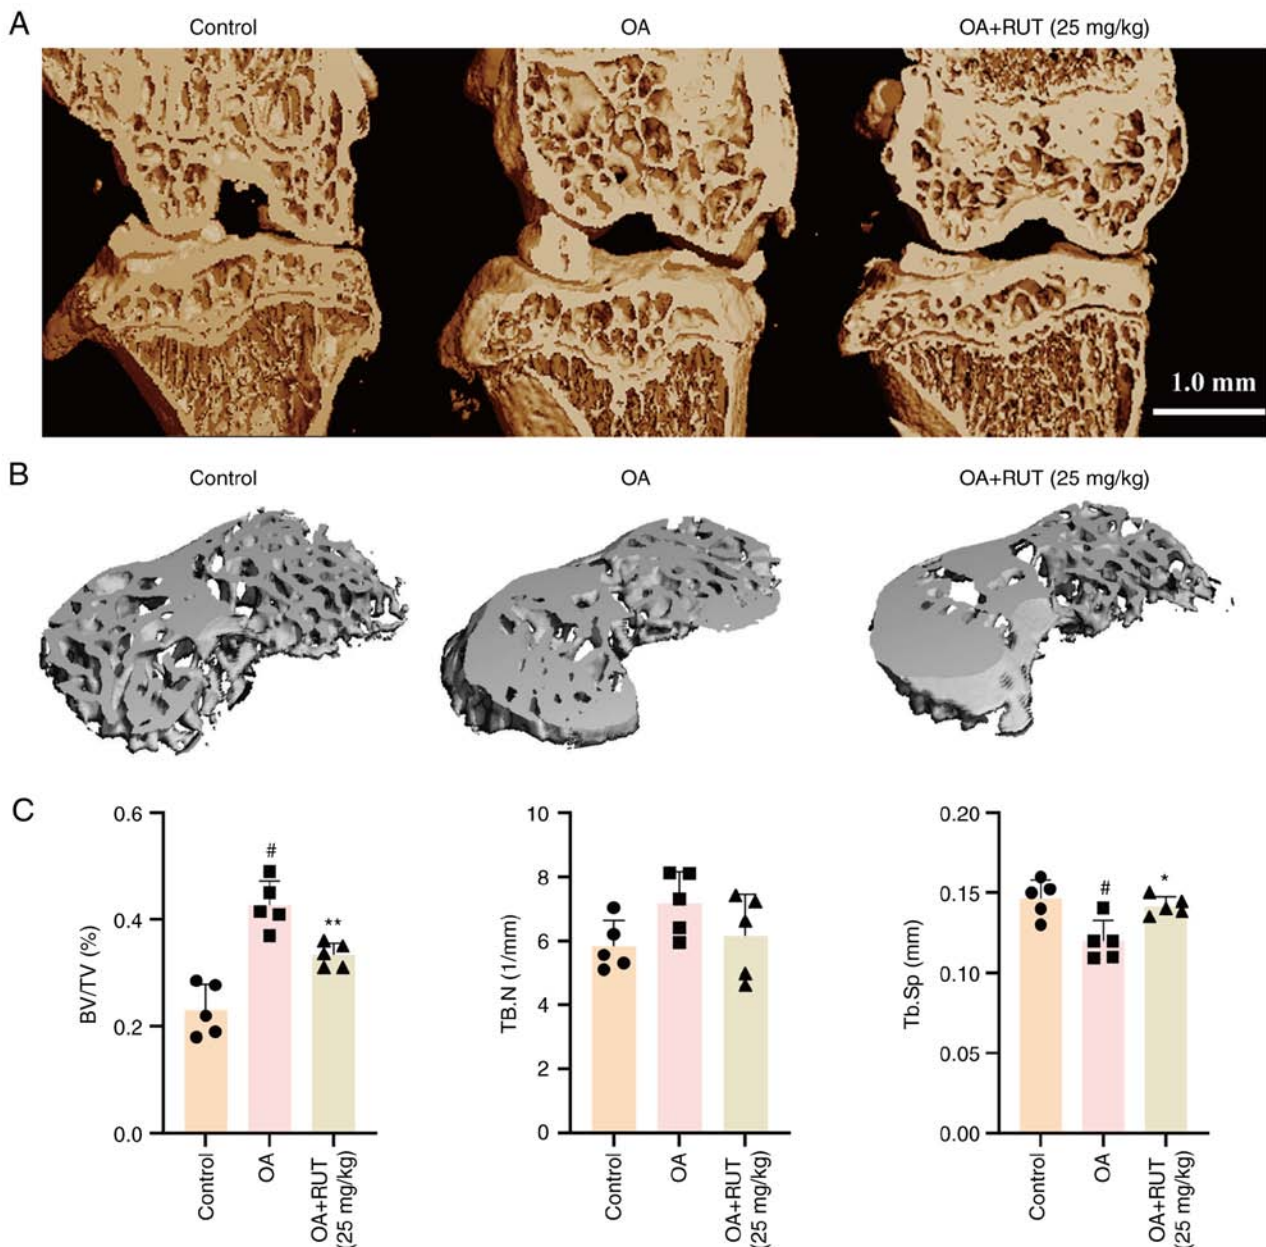 A
Control
OA
OA+RUT (25 mg/kg)
1.0 mm
B
Control
OA
OA+RUT (25 mg/kg)
C
BV/TV (%)
0.6
0.4
0.2
0.0
#
**
Control
OA
OA+RUT
(25 mg/kg)
TB.N (1/mm)
10
8
6
4
2
0
Control
OA
OA+RUT
(25 mg/kg)
Tb.Sp (mm)
0.20
0.15
0.10
0.05
0.00
#
*
Control
OA
OA+RUT
(25 mg/kg)